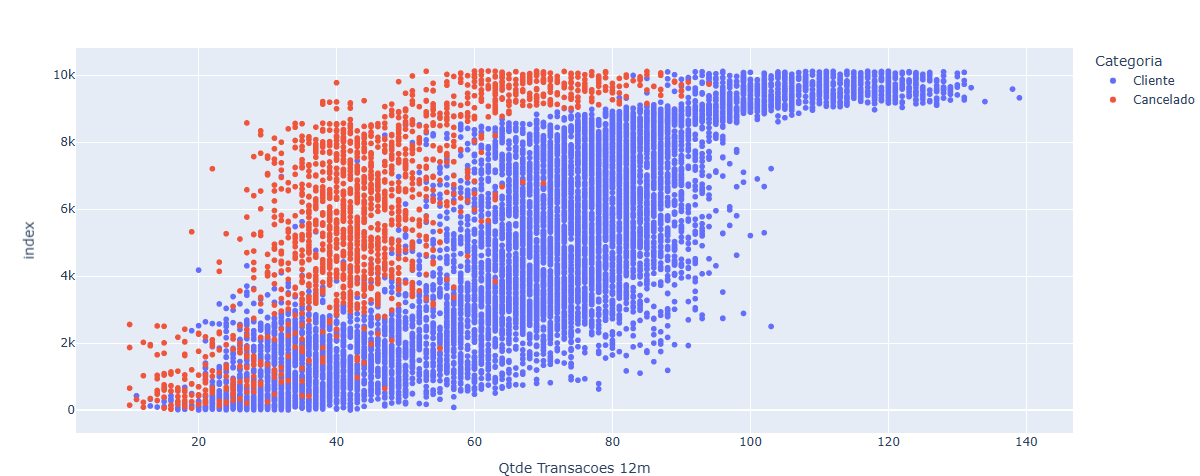 Categoria
Cliente
Cancelado
index
10k
8k
6k
4k
2k
0
20
40
60
80
100
120
140
Qtde Transacoes 12m